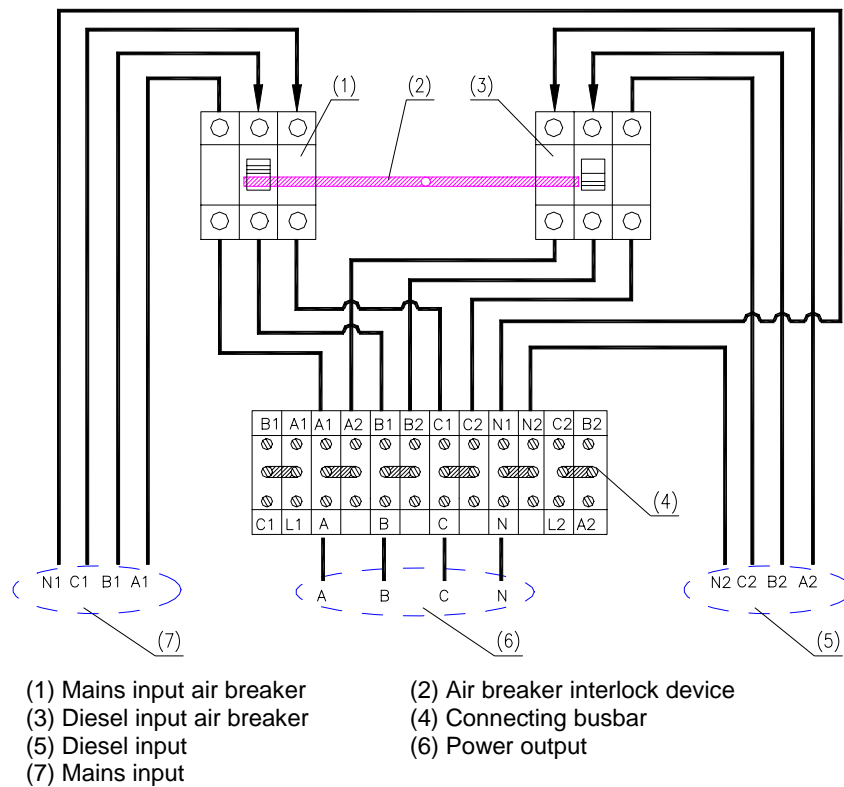 (1) (2) (3)
B1 A1 A1 A2 B1 B2 C1 C2 N1 N2 C2 B2
(4)
C1 L1 A B C N L2 A2
N1 C1 B1 A1
A B C N
N2 C2 B2 A2
(7) (6) (5)
(1) Mains input air breaker (2) Air breaker interlock device
(3) Diesel input air breaker (4) Connecting busbar
(5) Diesel input (6) Power output
(7) Mains input